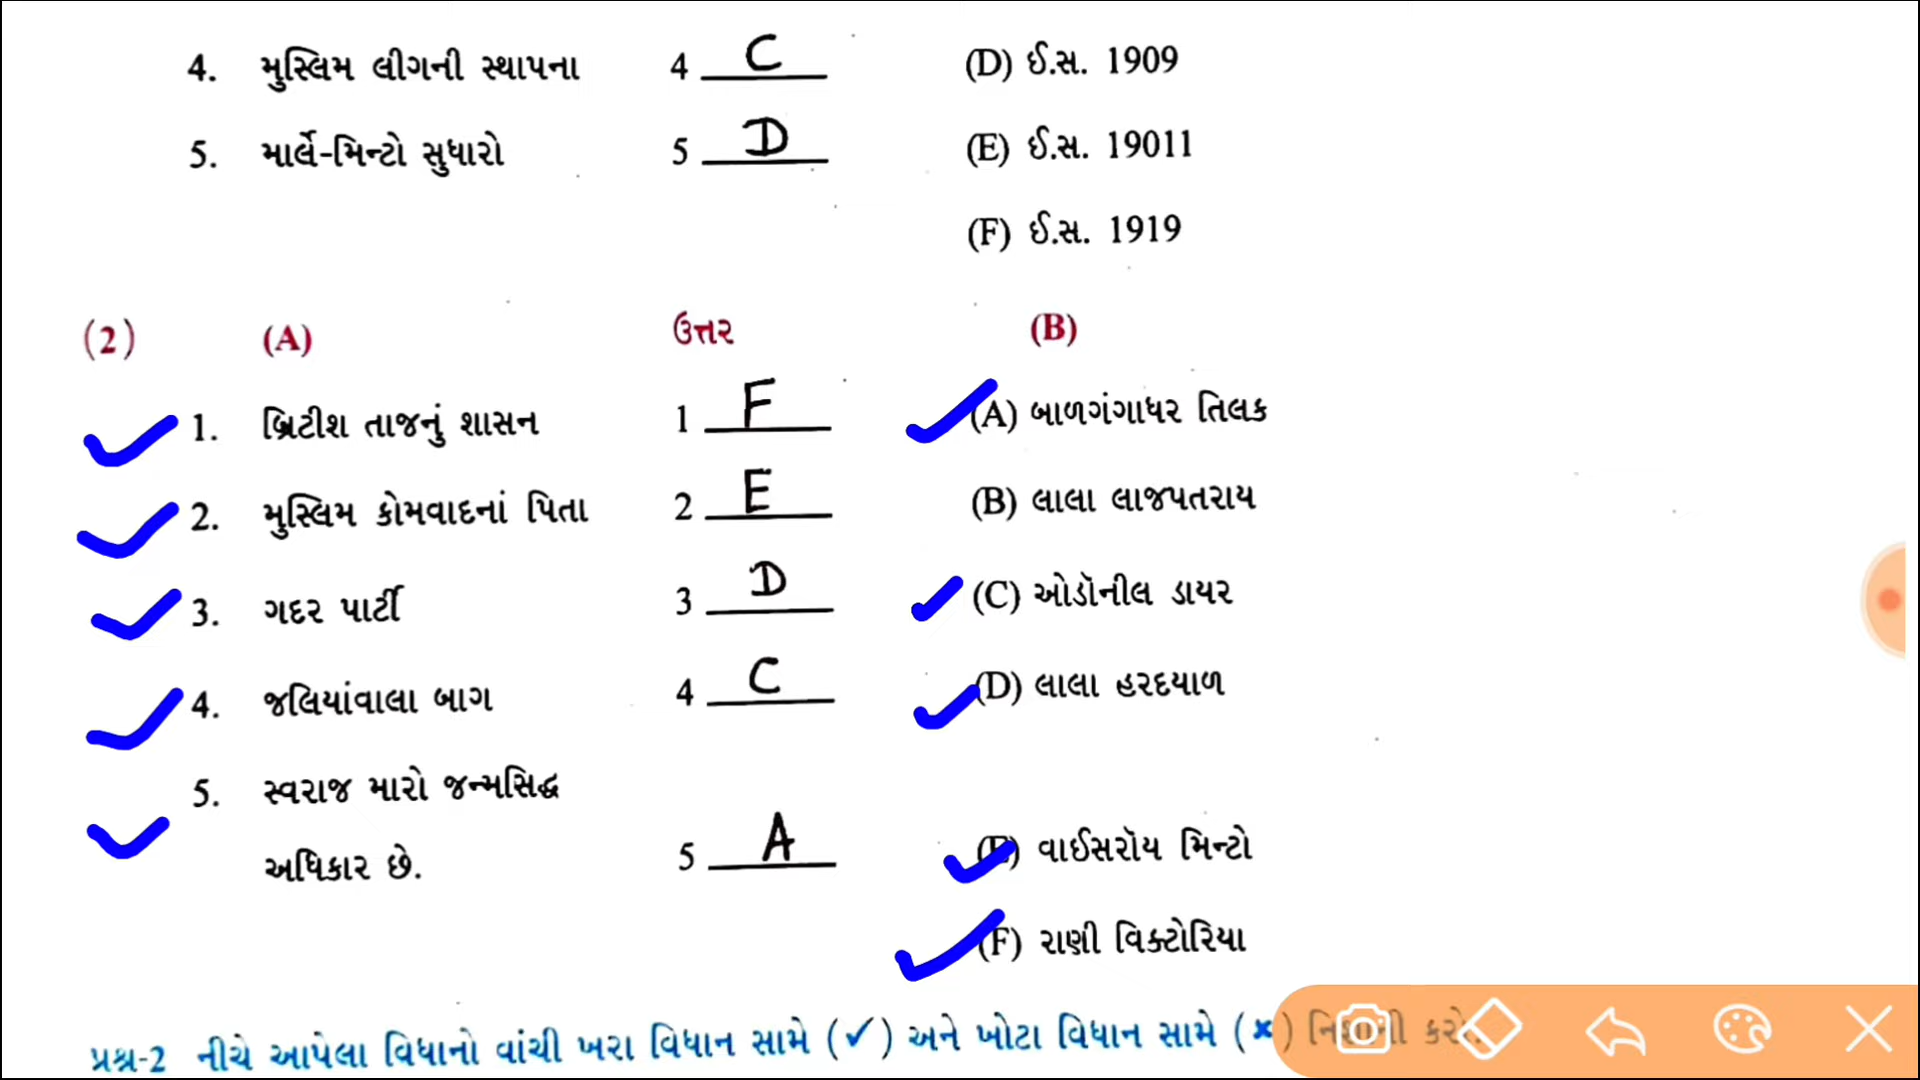 4. મુસ્લિમ લીગની સ્થાપના 4 C (D) ઈ.સ. 1909
5. માર્લે-મિન્ટો સુધારો 5 D (E) ઈ.સ. 19011
(F) ઈ.સ. 1919
(2) (A) ઉત્તર (B)
1. બ્રિટીશ તાજનું શાસન 1 F (A) બાળગંગાધર તિલક
2. મુસ્લિમ કોમવાદનાં પિતા 2 E (B) લાલા લાજપતરાય
3. ગદર પાર્ટી 3 D (C) ઓડૉનીલ ડાયર
4. જલિયાંવાલા બાગ 4 C (D) લાલા હરદયાળ
5. સ્વરાજ મારો જન્મસિદ્ધ
અધિકાર છે. 5 A (E) વાઈસરૉય મિન્ટો
(F) રાણી વિક્ટોરિયા
પ્રશ્ન-2 નીચે આપેલા વિધાનો વાંચી ખરા વિધાન સામે (✓) અને ખોટા વિધાન સામે (✗) નિશાની કરો.